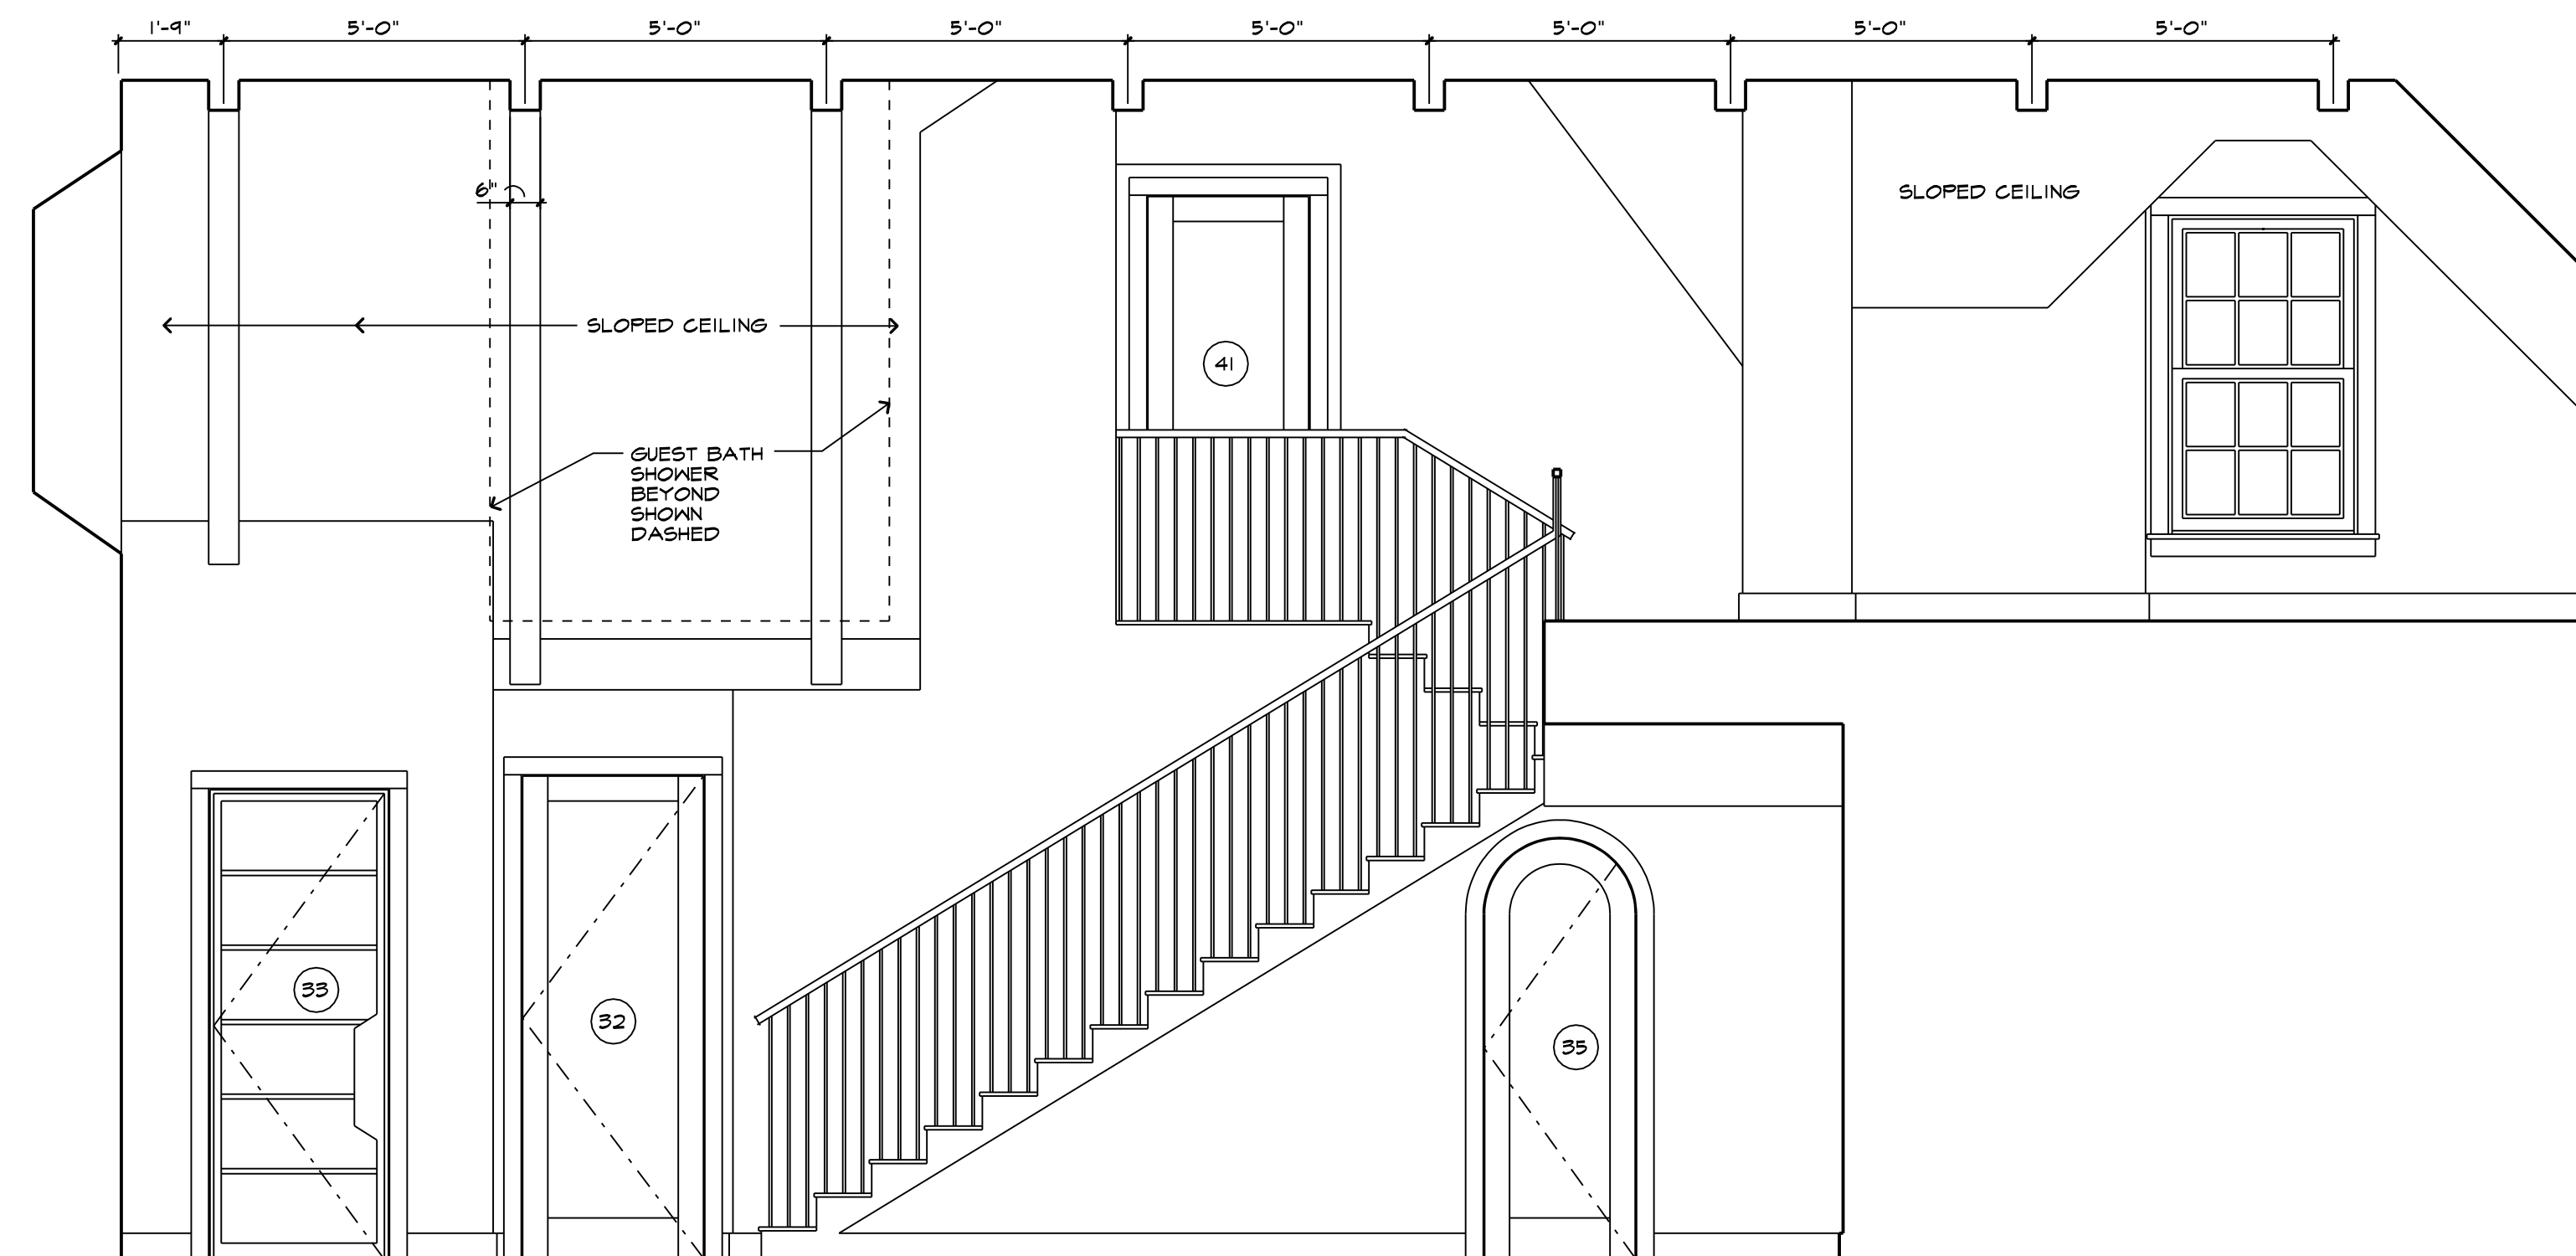 1'-9" 5'-0" 5'-0" 5'-0" 5'-0" 5'-0" 5'-0" 5'-0"
6"
SLOPED CEILING
SLOPED CEILING
41
GUEST BATH
SHOWER
BEYOND
SHOWN
DASHED
33
32
35